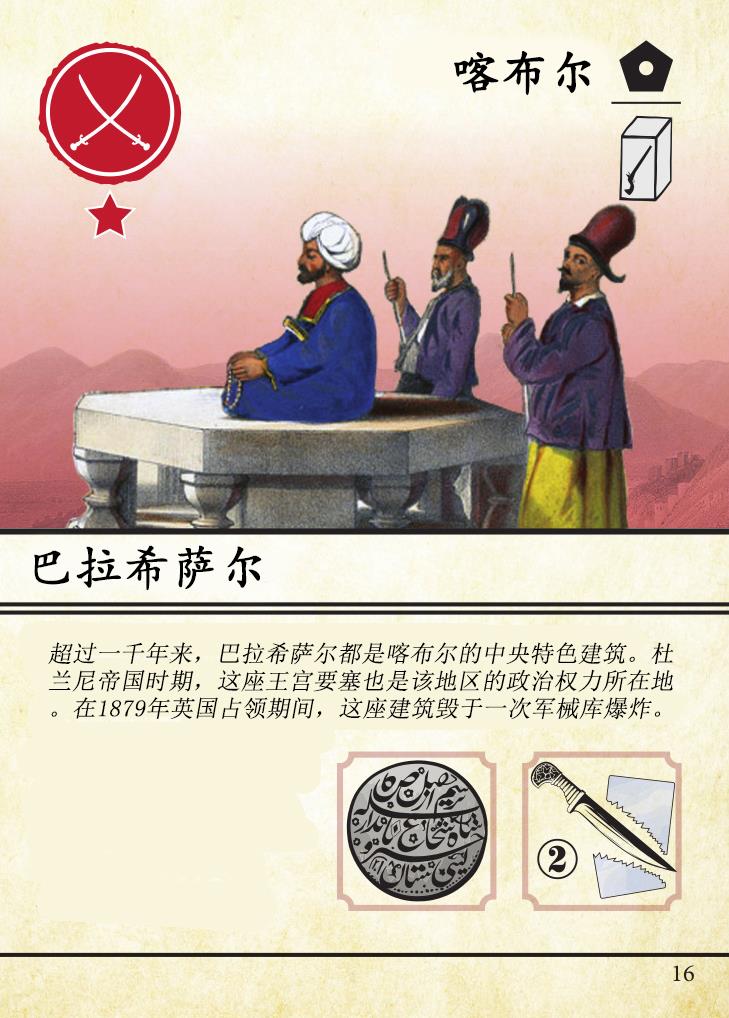 喀布尔
巴拉希萨尔
超过一千年来，巴拉希萨尔都是喀布尔的中央特色建筑。杜
兰尼帝国时期，这座王宫要塞也是该地区的政治权力所在地
。在1879年英国占领期间，这座建筑毁于一次军械库爆炸。
2
16